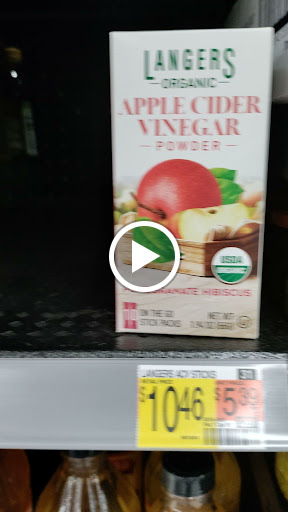 LANGERS
ORGANIC
APPLE CIDER
VINEGAR
POWDER
USDA
ORGANIC
HIBISCUS
ON THE GO
STICK PACKS
NET WT
LANGERS ACV STICKS
$10.46
$5.39